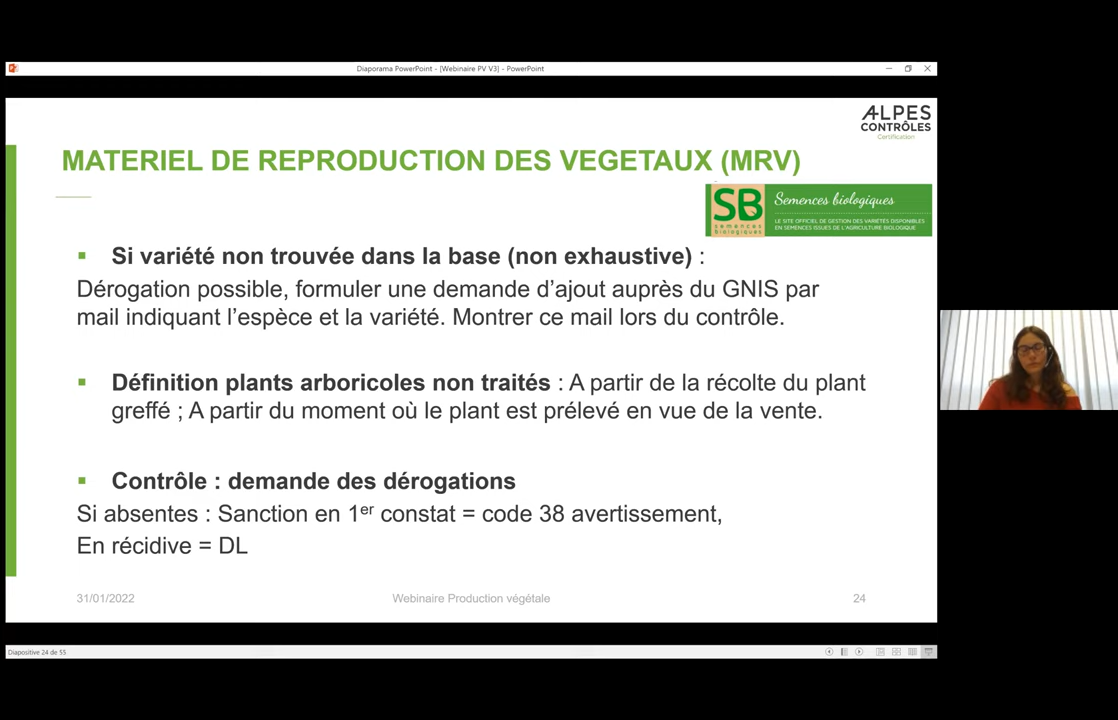 Diaporama PowerPoint - [Webinaire PV V3] - PowerPoint
ALPES
CONTRÔLES
Certification
MATERIEL DE REPRODUCTION DES VEGETAUX (MRV)
SB
semences
biologiques
Semences biologiques
LE SITE OFFICIEL DE GESTION DES VARIÉTÉS DISPONIBLES
EN SEMENCES ISSUES DE L'AGRICULTURE BIOLOGIQUE
▪ Si variété non trouvée dans la base (non exhaustive) :
Dérogation possible, formuler une demande d'ajout auprès du GNIS par
mail indiquant l'espèce et la variété. Montrer ce mail lors du contrôle.
▪ Définition plants arboricoles non traités : A partir de la récolte du plant
greffé ; A partir du moment où le plant est prélevé en vue de la vente.
▪ Contrôle : demande des dérogations
Si absentes : Sanction en 1er constat = code 38 avertissement,
En récidive = DL
31/01/2022 Webinaire Production végétale 24
Diapositive 24 de 55